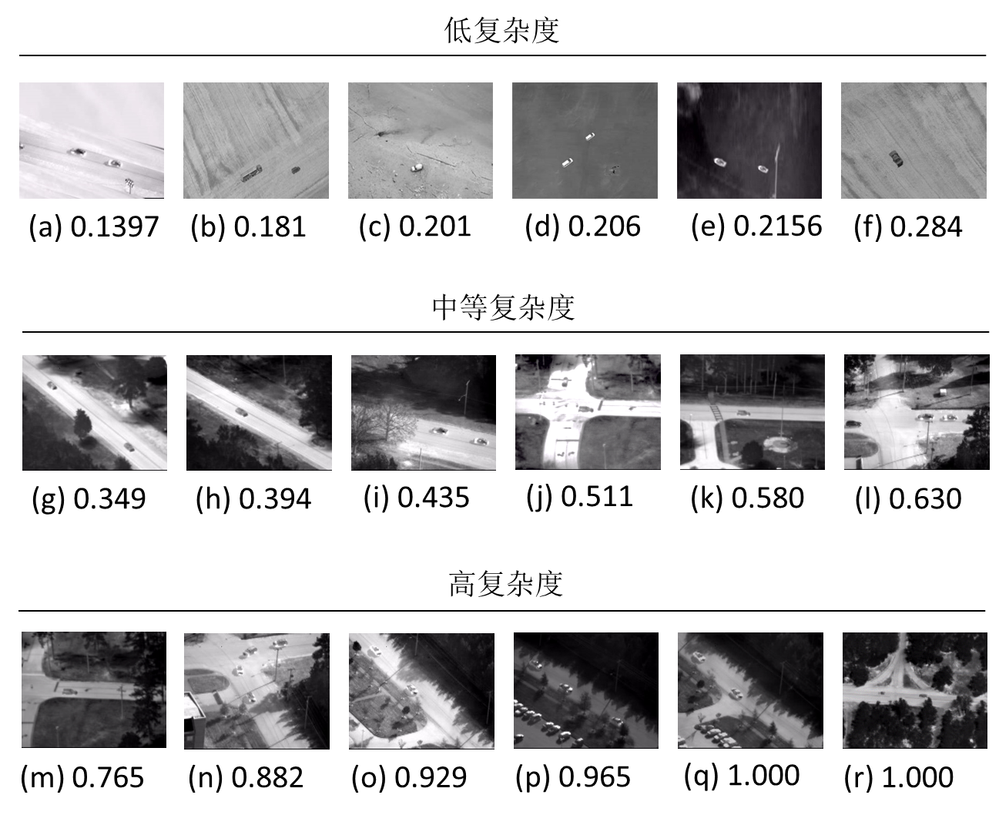 低复杂度
(a) 0.1397 (b) 0.181 (c) 0.201 (d) 0.206 (e) 0.2156 (f) 0.284
中等复杂度
(g) 0.349 (h) 0.394 (i) 0.435 (j) 0.511 (k) 0.580 (l) 0.630
高复杂度
(m) 0.765 (n) 0.882 (o) 0.929 (p) 0.965 (q) 1.000 (r) 1.000